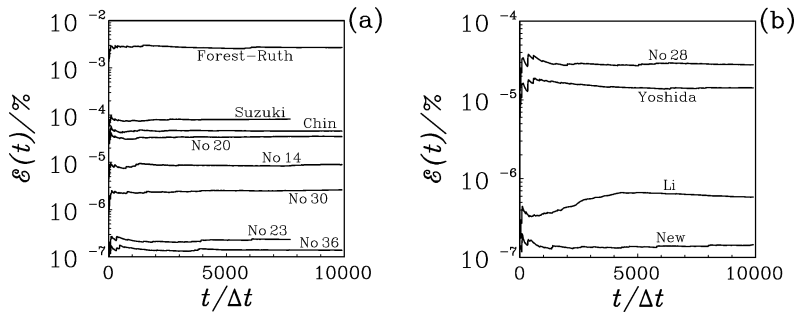 (a)
10 -2
10 -3
10 -4
10 -5
10 -6
10 -7
ℰ(t)/%
Forest-Ruth
Suzuki
Chin
No 20
No 14
No 30
No 23
No 36
0 5000 10000
t/Δt
(b)
10 -4
10 -5
10 -6
10 -7
ℰ(t)/%
No 28
Yoshida
Li
New
0 5000 10000
t/Δt